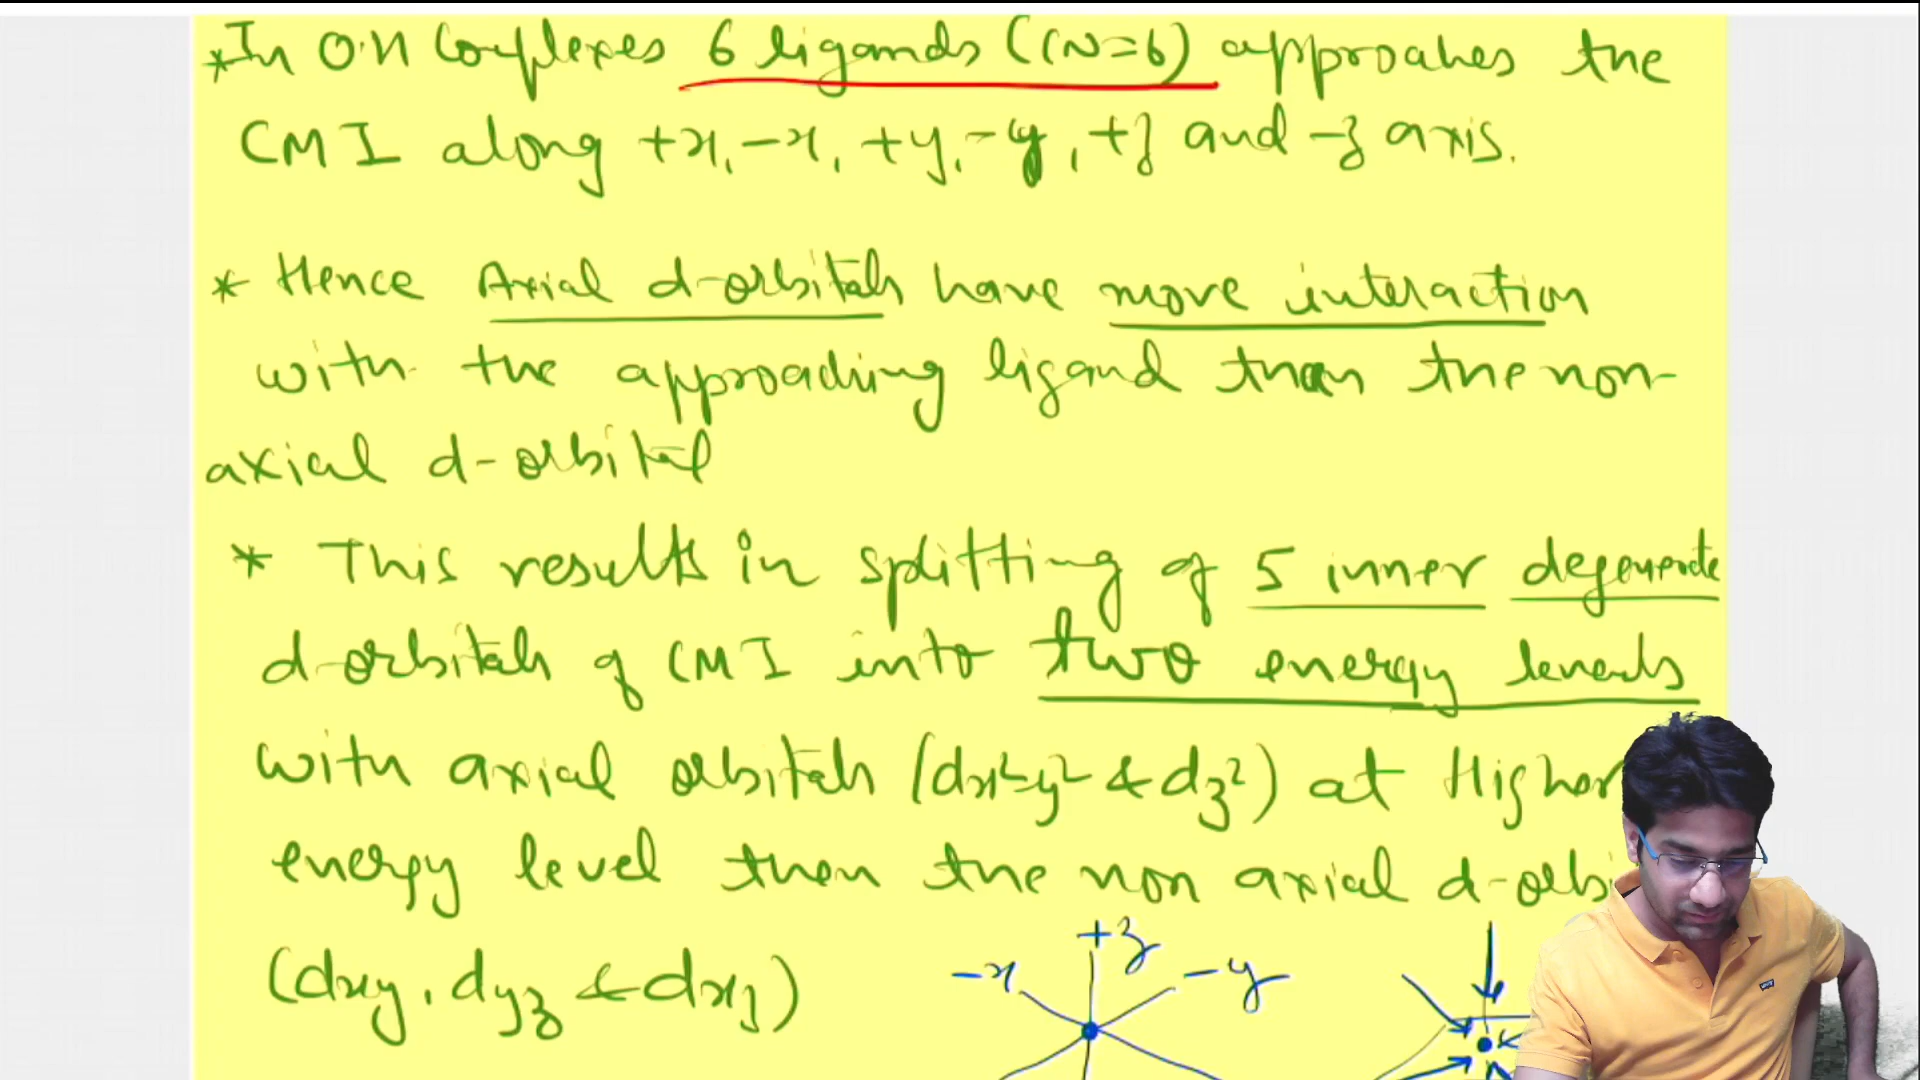 *In O.H Complexes 6 ligands (CN=6) approaches the
CMI along +x, -x, +y, -y, +z and -z axis.
* Hence Axial d-orbitals have more interaction
with the approaching ligand than the non-
axial d-orbital
* This results in splitting of 5 inner degenerate
d-orbitals of CMI into two energy levels
with axial orbitals (dx²-y² & dz²) at Higher
energy level then the non axial d-orbi
(dxy, dyz & dxz)
+z
-x
-y